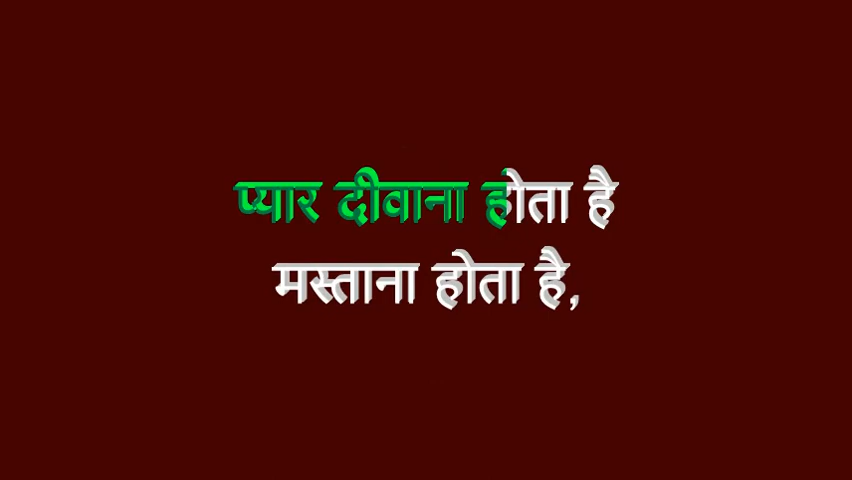 प्यार दीवाना होता है
मस्ताना होता है,